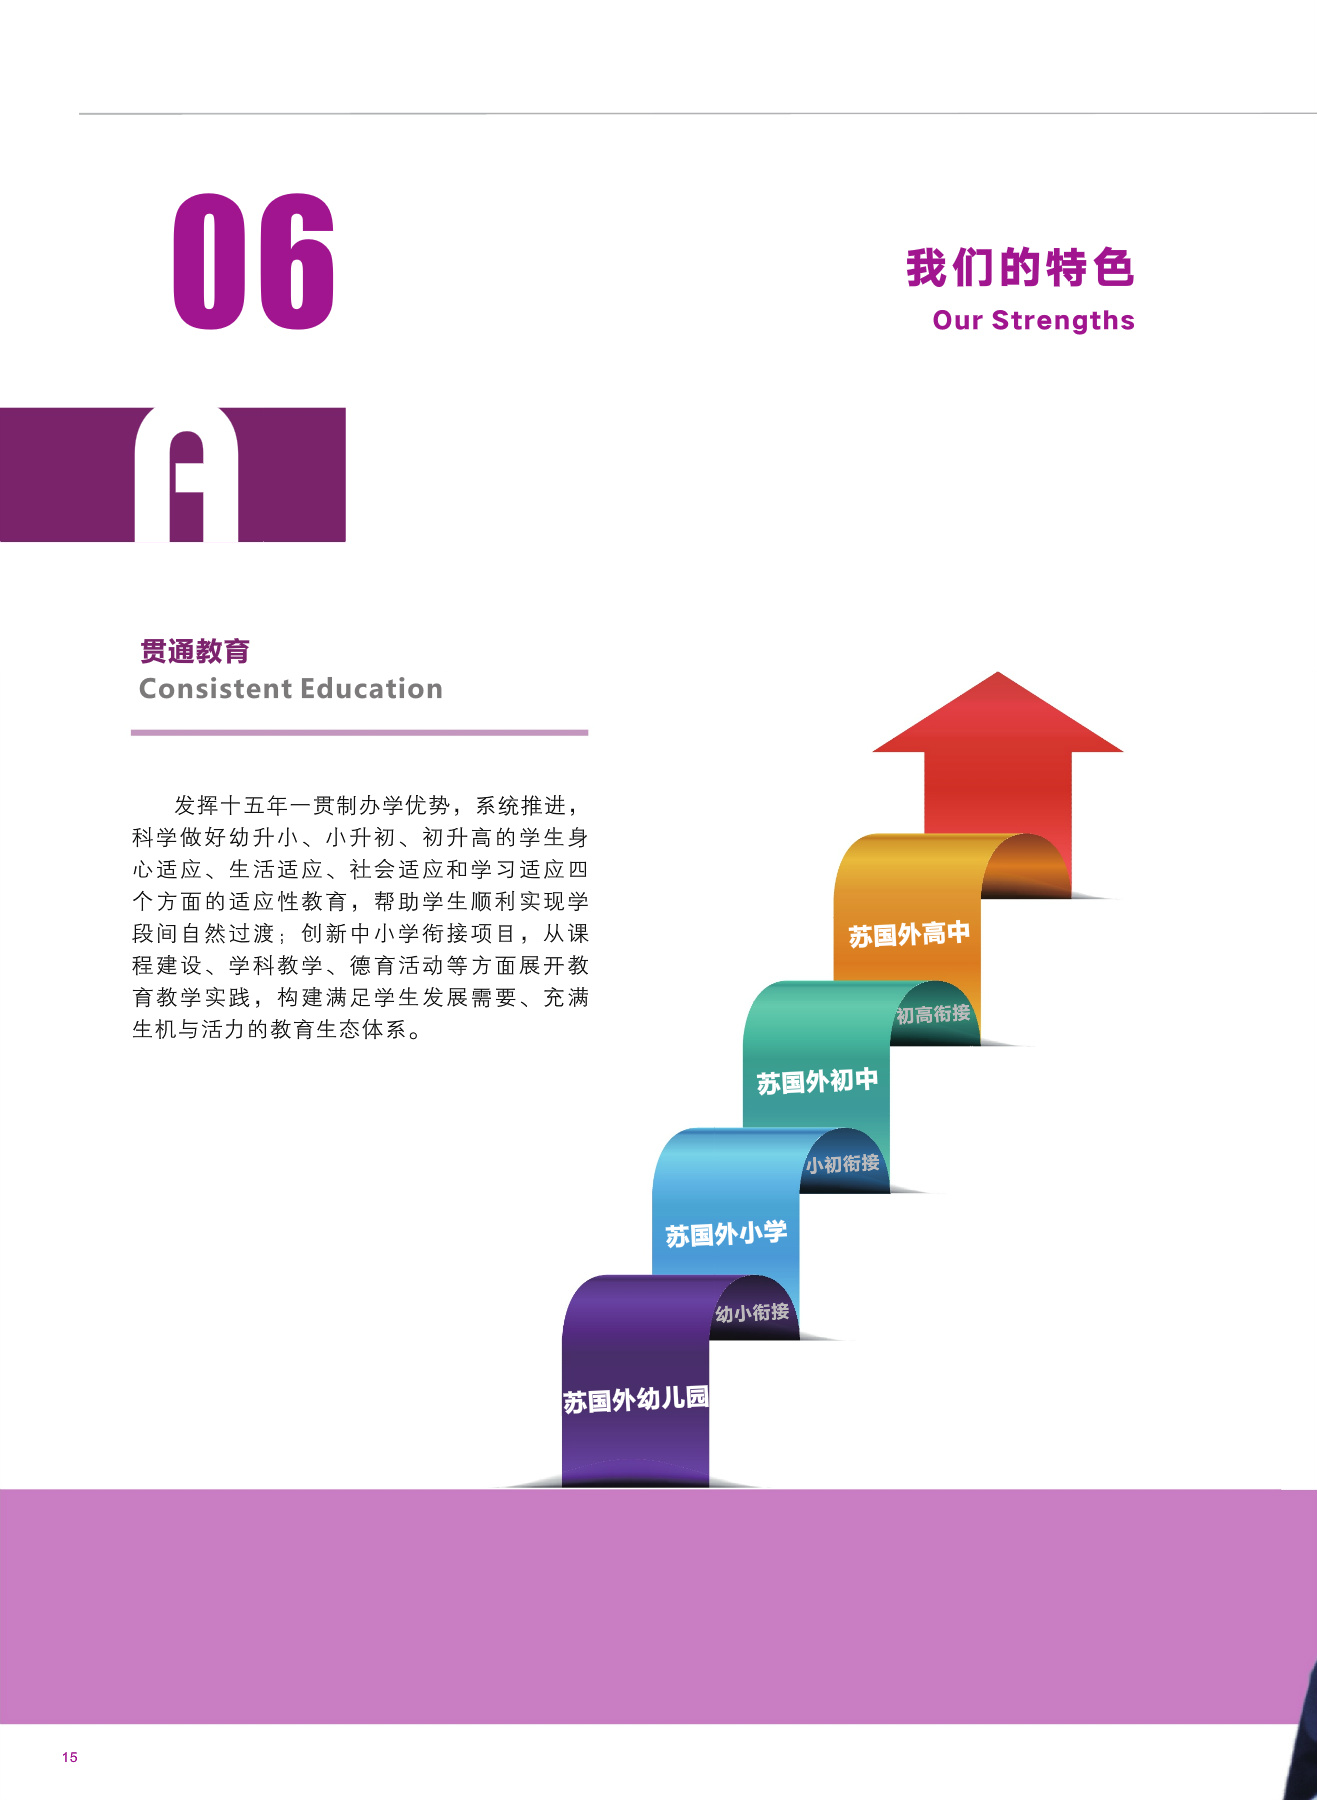 06
我们的特色
Our Strengths
A
贯通教育
Consistent Education
发挥十五年一贯制办学优势，系统推进，
科学做好幼升小、小升初、初升高的学生身
心适应、生活适应、社会适应和学习适应四
个方面的适应性教育，帮助学生顺利实现学
段间自然过渡；创新中小学衔接项目，从课
程建设、学科教学、德育活动等方面展开教
育教学实践，构建满足学生发展需要、充满
生机与活力的教育生态体系。
苏国外高中
初高衔接
苏国外初中
小初衔接
苏国外小学
幼小衔接
苏国外幼儿园
15